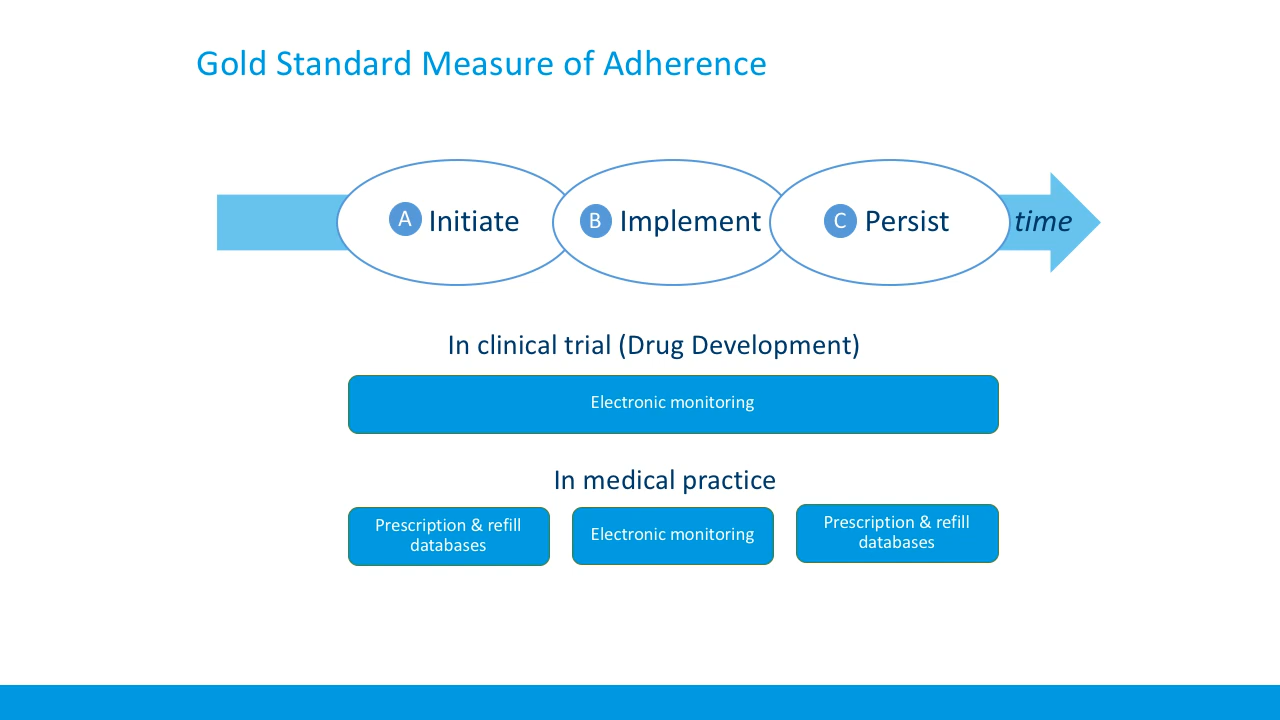 Gold Standard Measure of Adherence
A Initiate
B Implement
C Persist
time
In clinical trial (Drug Development)
Electronic monitoring
In medical practice
Prescription & refill
databases
Electronic monitoring
Prescription & refill
databases